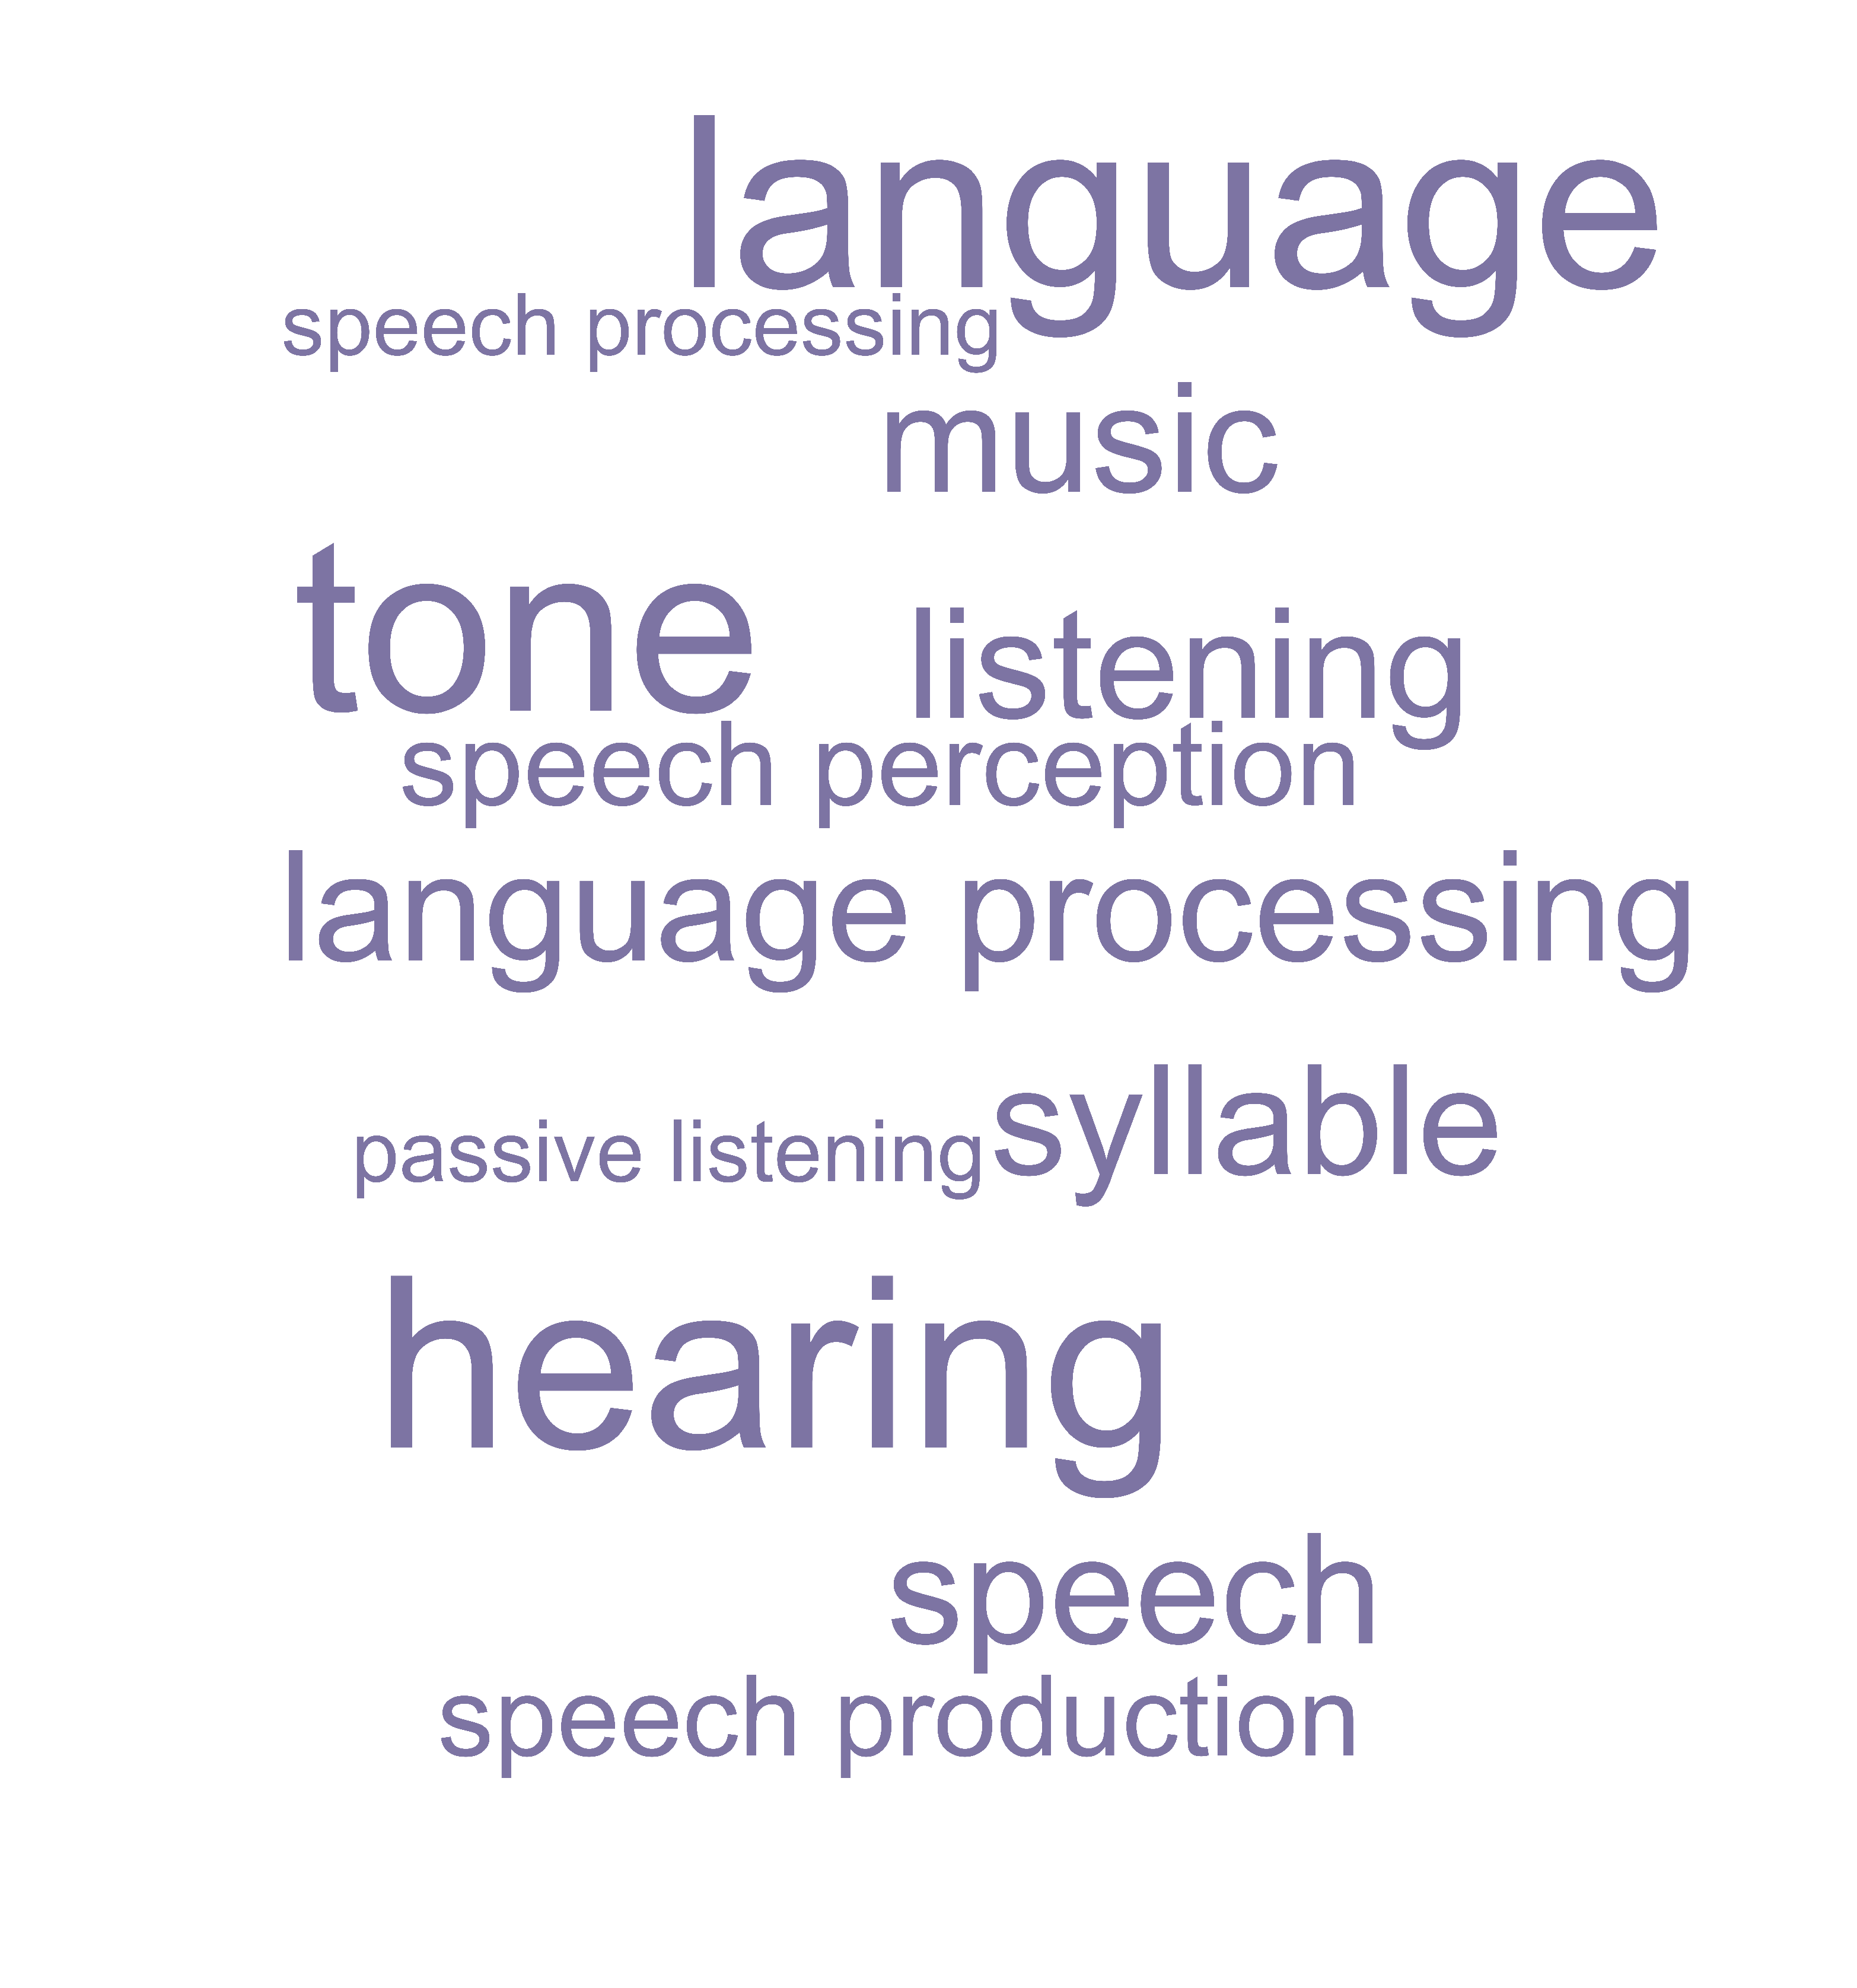 language
speech processing
music
tone
listening
speech perception
language processing
syllable
passive listening
hearing
speech
speech production